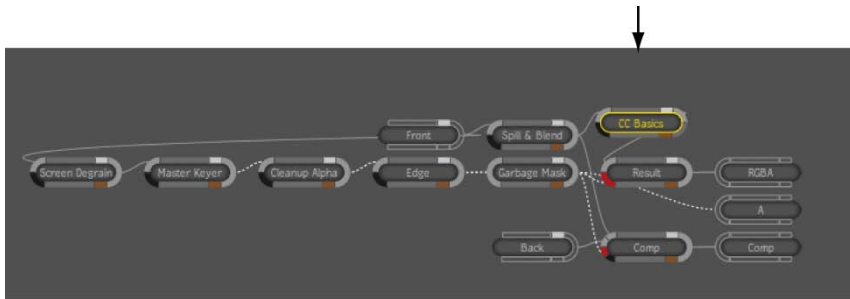 CC Basics
Front
Spill & Blend
Screen Degrain
Master Keyer
Cleanup Alpha
Edge
Garbage Mask
Result
RGBA
A
Back
Comp
Comp